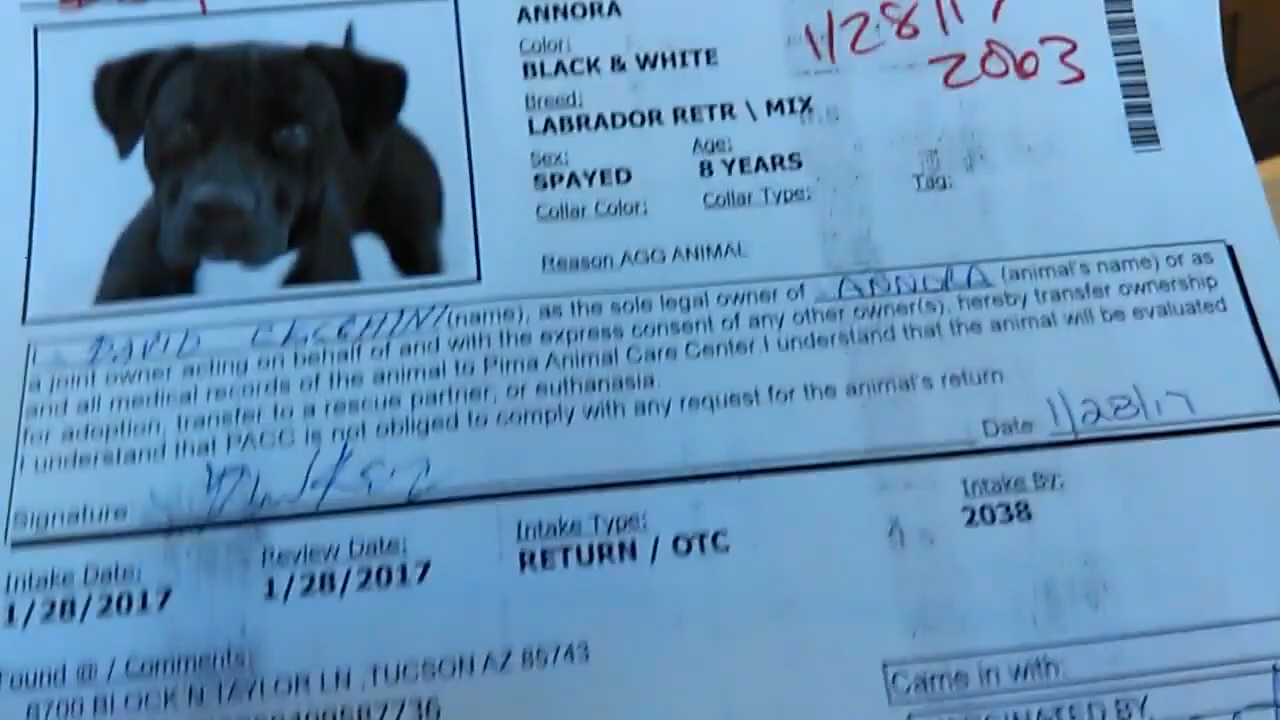 ANNORA
1/28/17
Color:
BLACK & WHITE
2003
Breed:
LABRADOR RETR \ MIX
Sex:
Age:
SPAYED
8 YEARS
Tag:
Collar Color:
Collar Type:
Reason AGG ANIMAL
I DAVID (name), as the sole legal owner of ANNORA (animal's name) or as
a joint owner acting on behalf of and with the express consent of any other owner(s), hereby transfer ownership
and all medical records of the animal to Pima Animal Care Center. I understand that the animal will be evaluated
for adoption, transfer to a rescue partner, or euthanasia.
I understand that PACC is not obliged to comply with any request for the animal's return.
Signature
Date 1/28/17
Intake Date:
Review Date:
Intake Type:
Intake By:
1/28/2017
1/28/2017
RETURN / OTC
2038
Found @ / Comments:
6700 BLOCK N TAYLOR LN , TUCSON AZ 85743
Came in with: